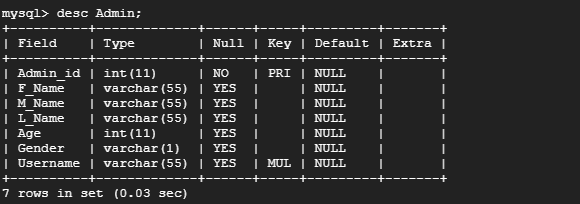 mysql> desc Admin;
+----------+-------------+------+-----+---------+-------+
| Field    | Type        | Null | Key | Default | Extra |
+----------+-------------+------+-----+---------+-------+
| Admin_id | int(11)     | NO   | PRI | NULL    |       |
| F_Name   | varchar(55) | YES  |     | NULL    |       |
| M_Name   | varchar(55) | YES  |     | NULL    |       |
| L_Name   | varchar(55) | YES  |     | NULL    |       |
| Age      | int(11)     | YES  |     | NULL    |       |
| Gender   | varchar(1)  | YES  |     | NULL    |       |
| Username | varchar(55) | YES  | MUL | NULL    |       |
+----------+-------------+------+-----+---------+-------+
7 rows in set (0.03 sec)